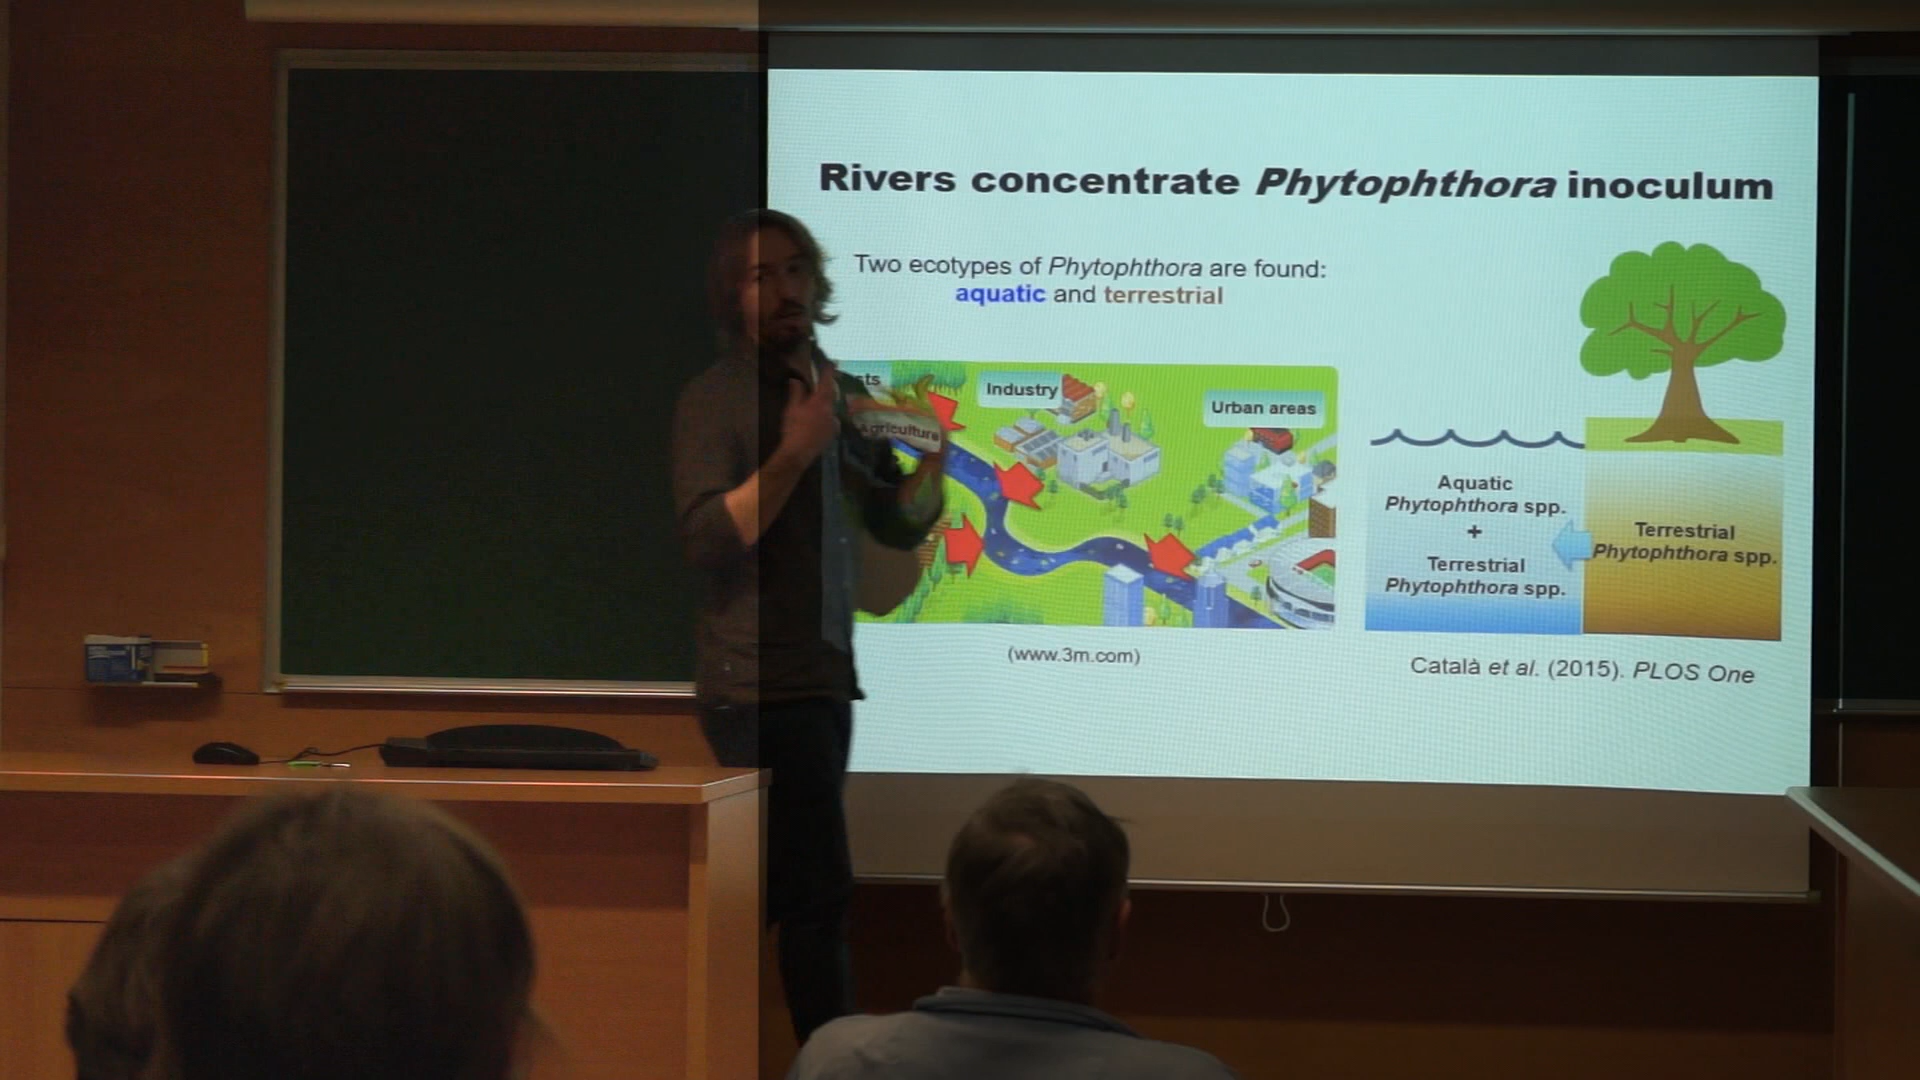 Rivers concentrate Phytophthora inoculum
Two ecotypes of Phytophthora are found:
aquatic and terrestrial
Industry
Urban areas
Agriculture
Aquatic
Phytophthora spp.
+
Terrestrial
Phytophthora spp.
Terrestrial
Phytophthora spp.
(www.3m.com)
Català et al. (2015). PLOS One